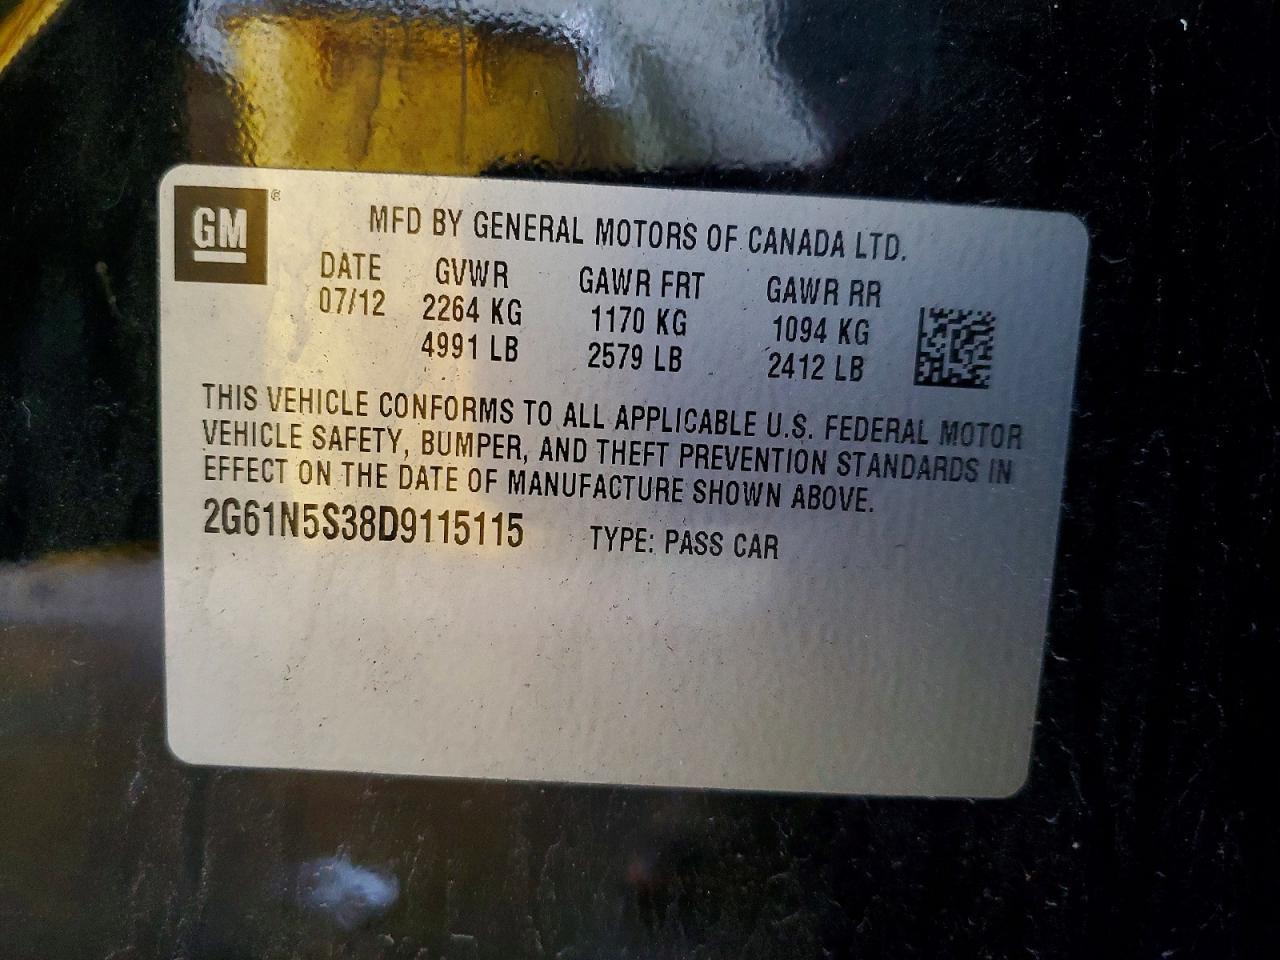 GM
MFD BY GENERAL MOTORS OF CANADA LTD.
DATE GVWR GAWR FRT GAWR RR
07/12 2264 KG 1170 KG 1094 KG
4991 LB 2579 LB 2412 LB
THIS VEHICLE CONFORMS TO ALL APPLICABLE U.S. FEDERAL MOTOR
VEHICLE SAFETY, BUMPER, AND THEFT PREVENTION STANDARDS IN
EFFECT ON THE DATE OF MANUFACTURE SHOWN ABOVE.
2G61N5S38D9115115 TYPE: PASS CAR